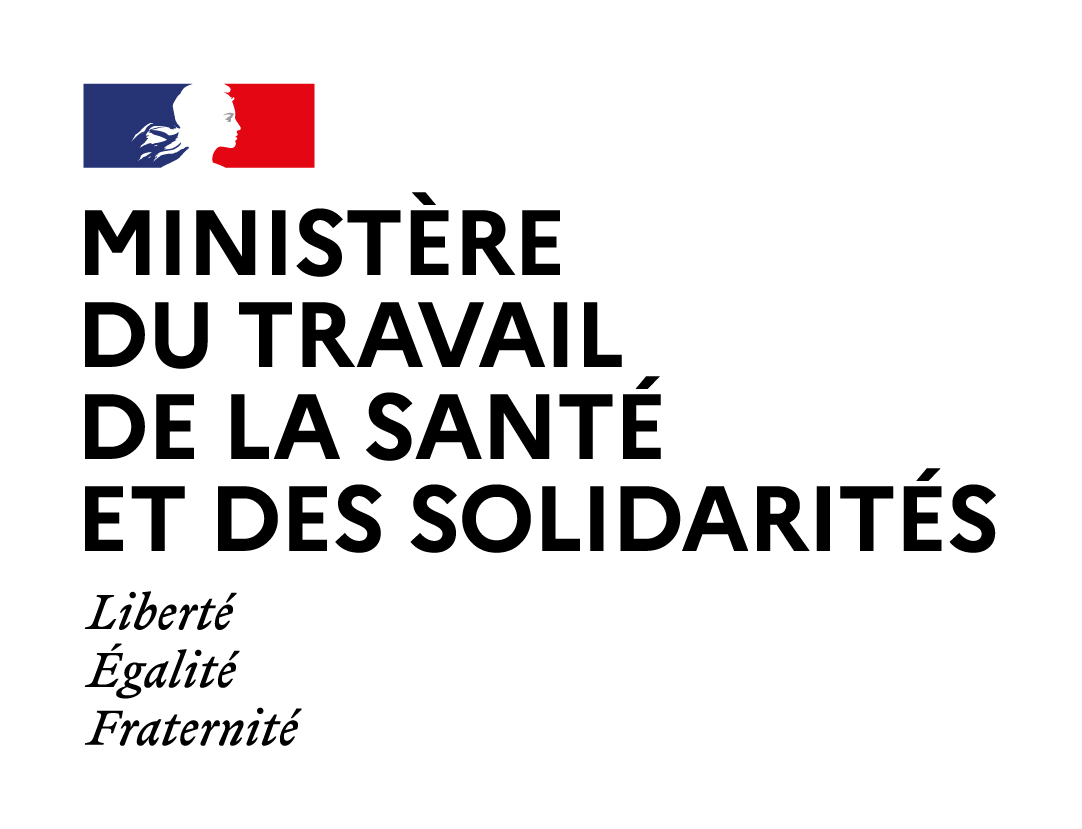 MINISTÈRE
DU TRAVAIL
DE LA SANTÉ
ET DES SOLIDARITÉS
Liberté
Égalité
Fraternité